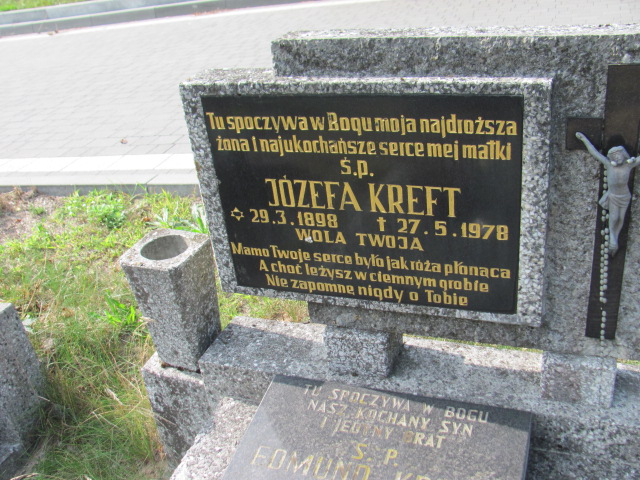 Tu spoczywa w Bogu moja najdroższa
żona i najukochańsze serce mej matki
ś.p.
JÓZEFA KREFT
29.3.1898 † 27.5.1978
WOLA TWOJA
Mamo Twoje serce było jak róża płonąca
A choć leżysz w ciemnym grobie
Nie zapomnę nigdy o Tobie
TU SPOCZYWA W BOGU
NASZ KOCHANY SYN
I JEDYNY BRAT
Ś.P.
EDMUND